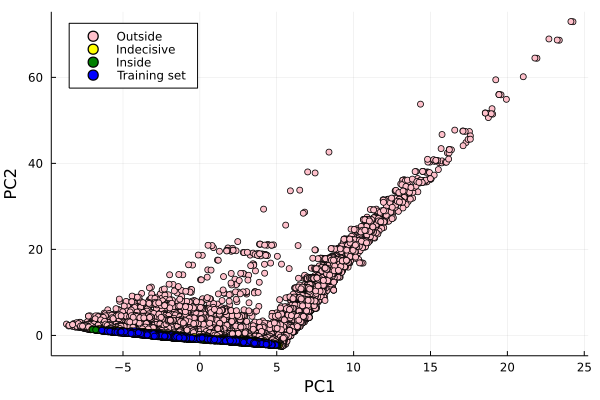 Outside
Indecisive
Inside
Training set
PC2
60
40
20
0
−5
0
5
10
15
20
25
PC1